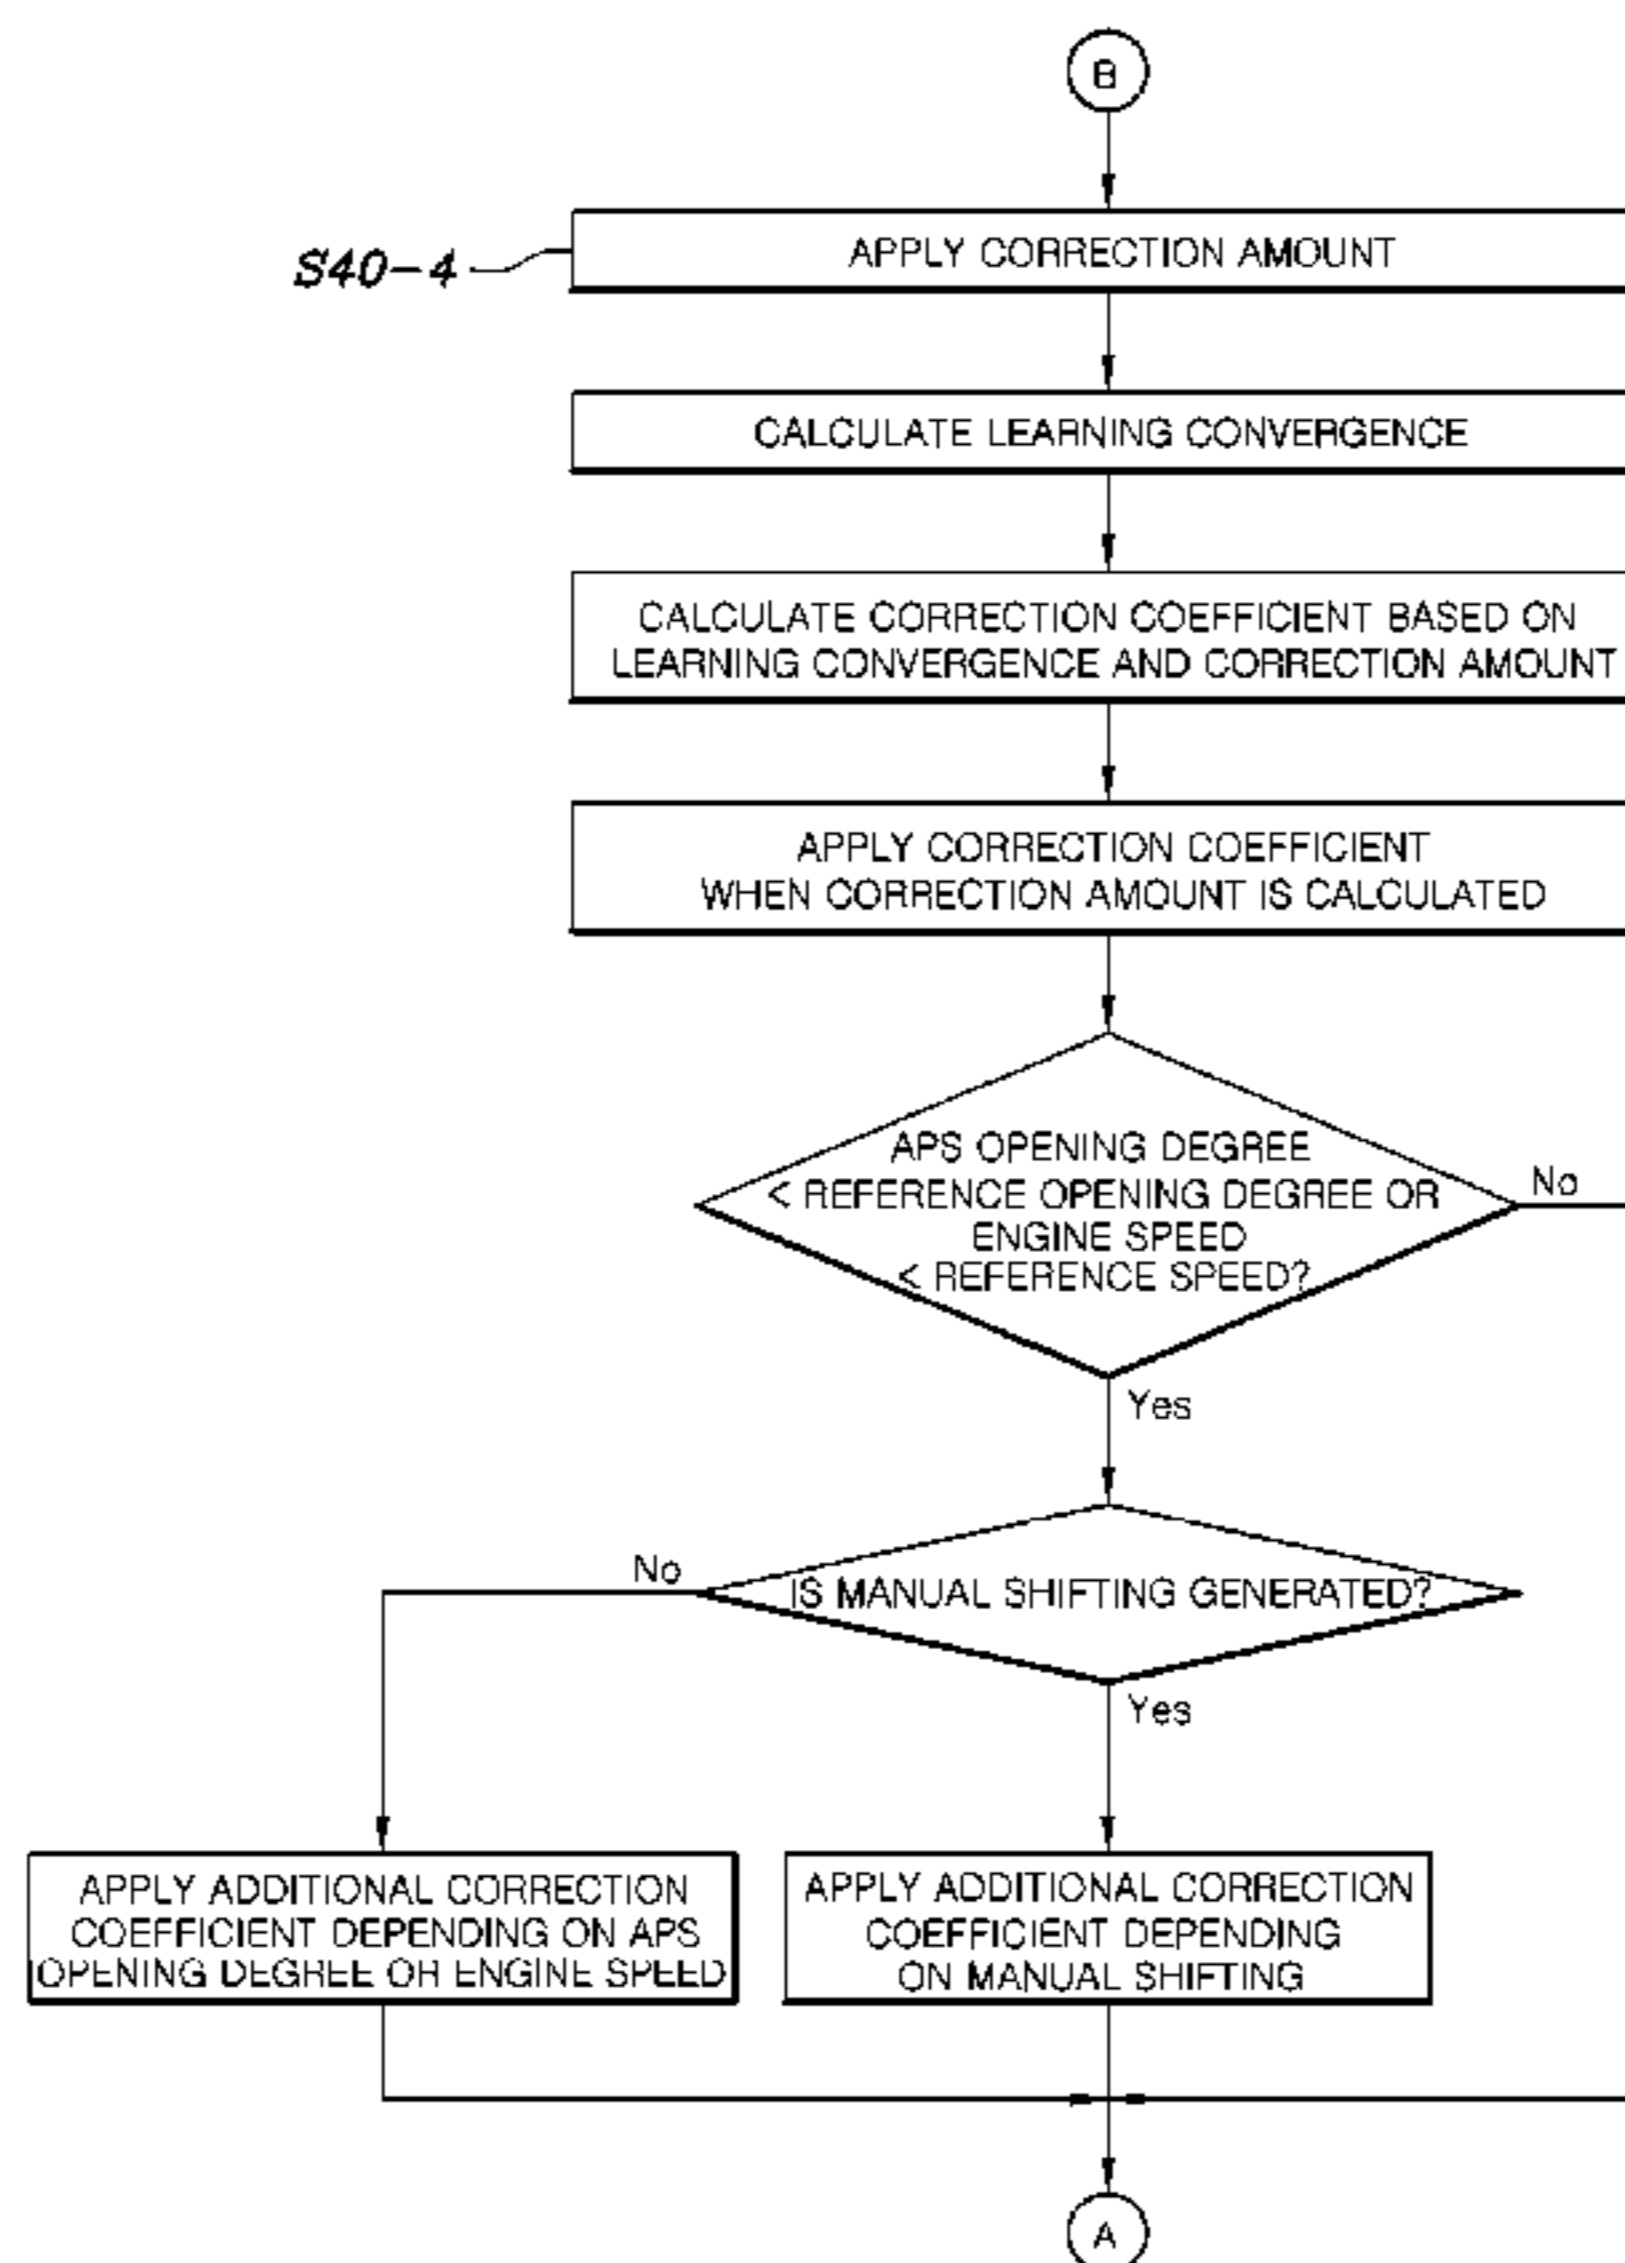 B
S40-4
APPLY CORRECTION AMOUNT
CALCULATE LEARNING CONVERGENCE
CALCULATE CORRECTION COEFFICIENT BASED ON
LEARNING CONVERGENCE AND CORRECTION AMOUNT
APPLY CORRECTION COEFFICIENT
WHEN CORRECTION AMOUNT IS CALCULATED
APS OPENING DEGREE
< REFERENCE OPENING DEGREE OR
ENGINE SPEED
< REFERENCE SPEED?
No
Yes
No
IS MANUAL SHIFTING GENERATED?
Yes
APPLY ADDITIONAL CORRECTION
COEFFICIENT DEPENDING ON APS
OPENING DEGREE OR ENGINE SPEED
APPLY ADDITIONAL CORRECTION
COEFFICIENT DEPENDING
ON MANUAL SHIFTING
A